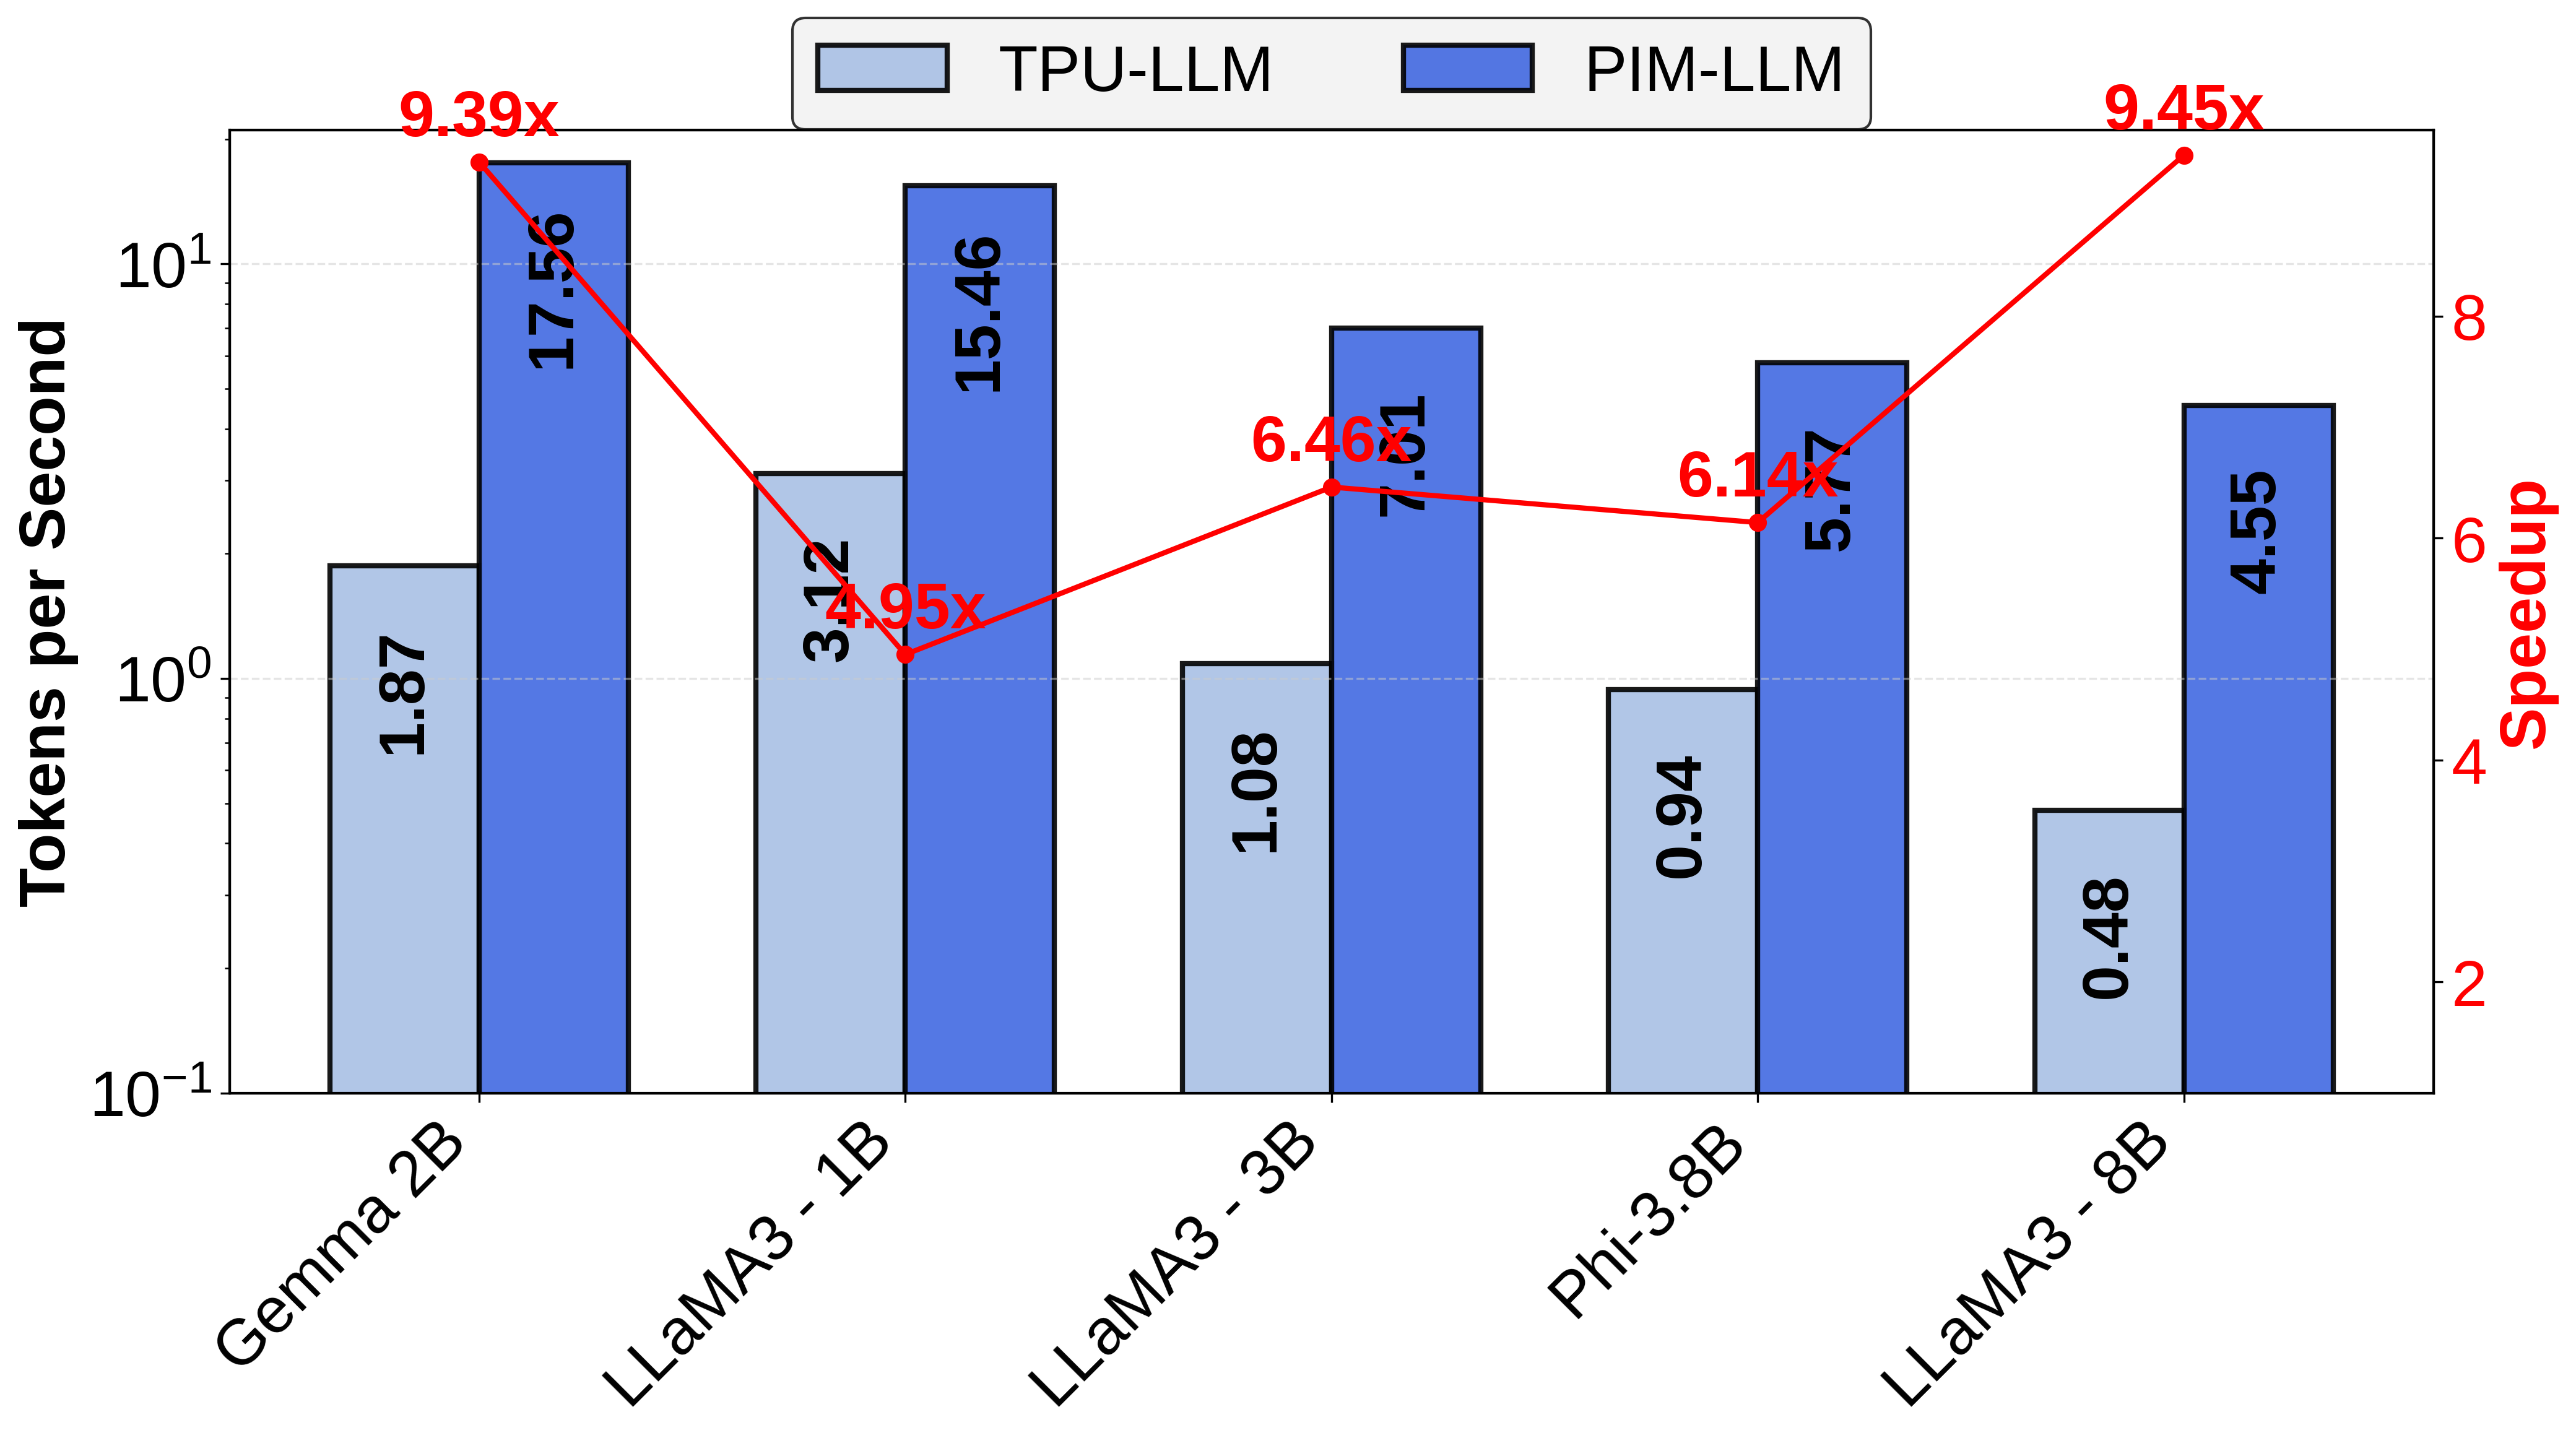 TPU-LLM PIM-LLM
9.39x
9.45x
17.56
15.46
10¹
8
7.01
6.46x
6.14x
5.77
4.55
6
Tokens per Second
Speedup
3.12
4.95x
1.87
10⁰
1.08
0.94
4
0.48
2
10⁻¹
Gemma 2B
LLaMA3 - 1B
LLaMA3 - 3B
Phi-3.8B
LLaMA3 - 8B